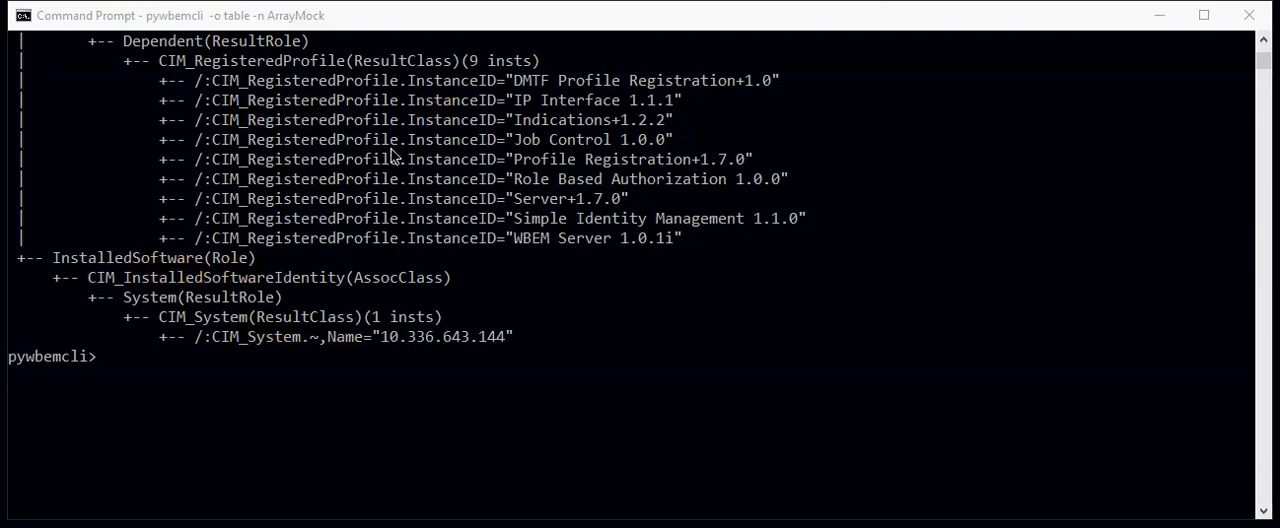 Command Prompt - pywbemcli  -o table -n ArrayMock
|       +-- Dependent(ResultRole)
|           +-- CIM_RegisteredProfile(ResultClass)(9 insts)
|               +-- /:CIM_RegisteredProfile.InstanceID="DMTF Profile Registration+1.0"
|               +-- /:CIM_RegisteredProfile.InstanceID="IP Interface 1.1.1"
|               +-- /:CIM_RegisteredProfile.InstanceID="Indications+1.2.2"
|               +-- /:CIM_RegisteredProfile.InstanceID="Job Control 1.0.0"
|               +-- /:CIM_RegisteredProfile.InstanceID="Profile Registration+1.7.0"
|               +-- /:CIM_RegisteredProfile.InstanceID="Role Based Authorization 1.0.0"
|               +-- /:CIM_RegisteredProfile.InstanceID="Server+1.7.0"
|               +-- /:CIM_RegisteredProfile.InstanceID="Simple Identity Management 1.1.0"
|               +-- /:CIM_RegisteredProfile.InstanceID="WBEM Server 1.0.1i"
+-- InstalledSoftware(Role)
    +-- CIM_InstalledSoftwareIdentity(AssocClass)
        +-- System(ResultRole)
            +-- CIM_System(ResultClass)(1 insts)
                +-- /:CIM_System.~,Name="10.336.643.144"
pywbemcli>